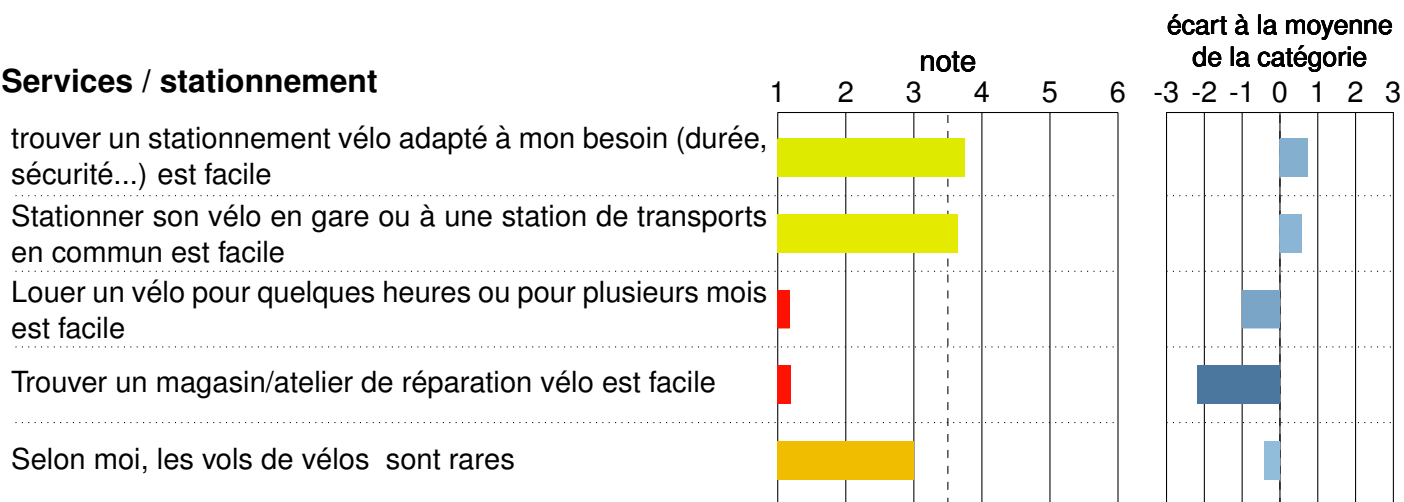 écart à la moyenne
note de la catégorie
Services / stationnement
1 2 3 4 5 6 -3 -2 -1 0 1 2 3
trouver un stationnement vélo adapté à mon besoin (durée,
sécurité...) est facile
Stationner son vélo en gare ou à une station de transports
en commun est facile
Louer un vélo pour quelques heures ou pour plusieurs mois
est facile
Trouver un magasin/atelier de réparation vélo est facile
Selon moi, les vols de vélos sont rares